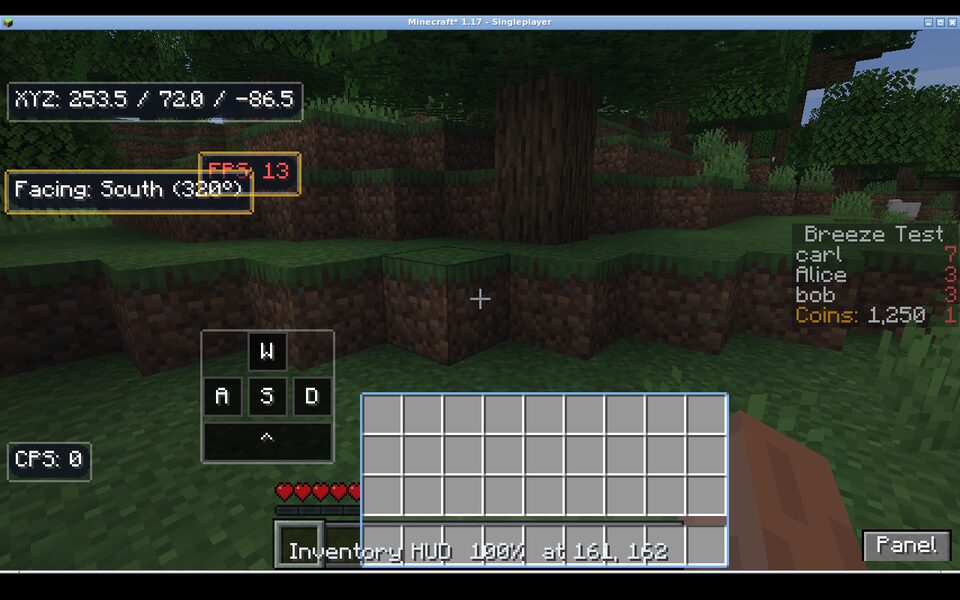 Minecraft* 1.17 - Singleplayer
XYZ: 253.5 / 72.0 / -86.5
FPS: 13
Facing: South (320°)
Breeze Test
carl 7
Alice 3
bob 3
Coins: 1,250 1
W
A S D
^
CPS: 0
Inventory HUD 100% at 161, 162
Panel